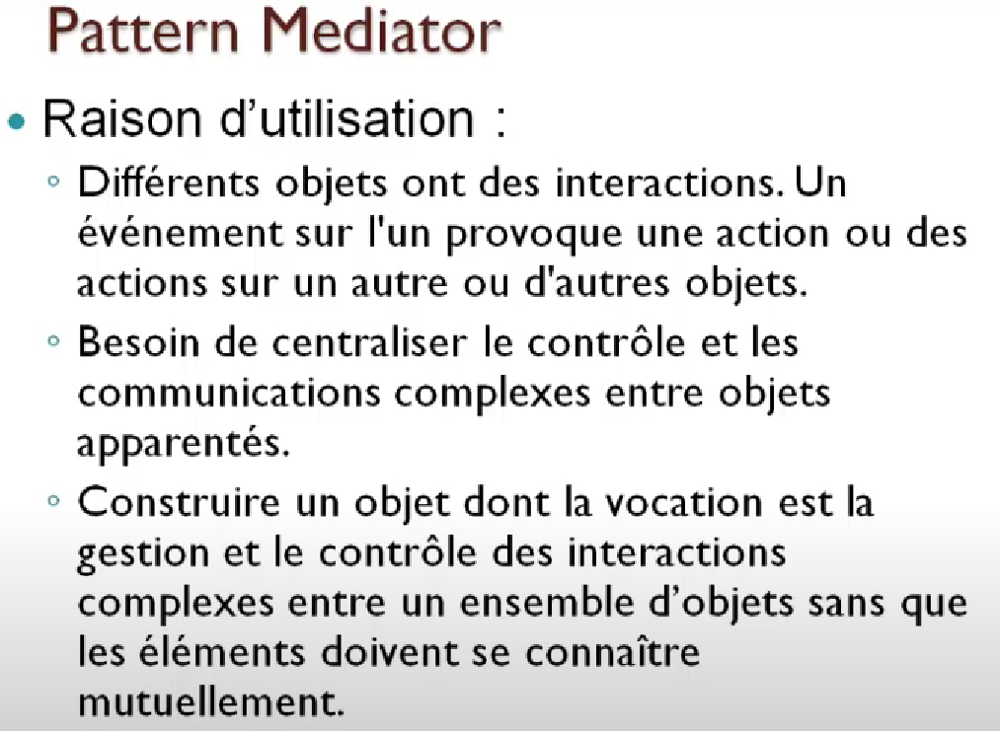 Pattern Mediator
• Raison d’utilisation :
◦ Différents objets ont des interactions. Un
événement sur l'un provoque une action ou des
actions sur un autre ou d'autres objets.
◦ Besoin de centraliser le contrôle et les
communications complexes entre objets
apparentés.
◦ Construire un objet dont la vocation est la
gestion et le contrôle des interactions
complexes entre un ensemble d’objets sans que
les éléments doivent se connaître
mutuellement.